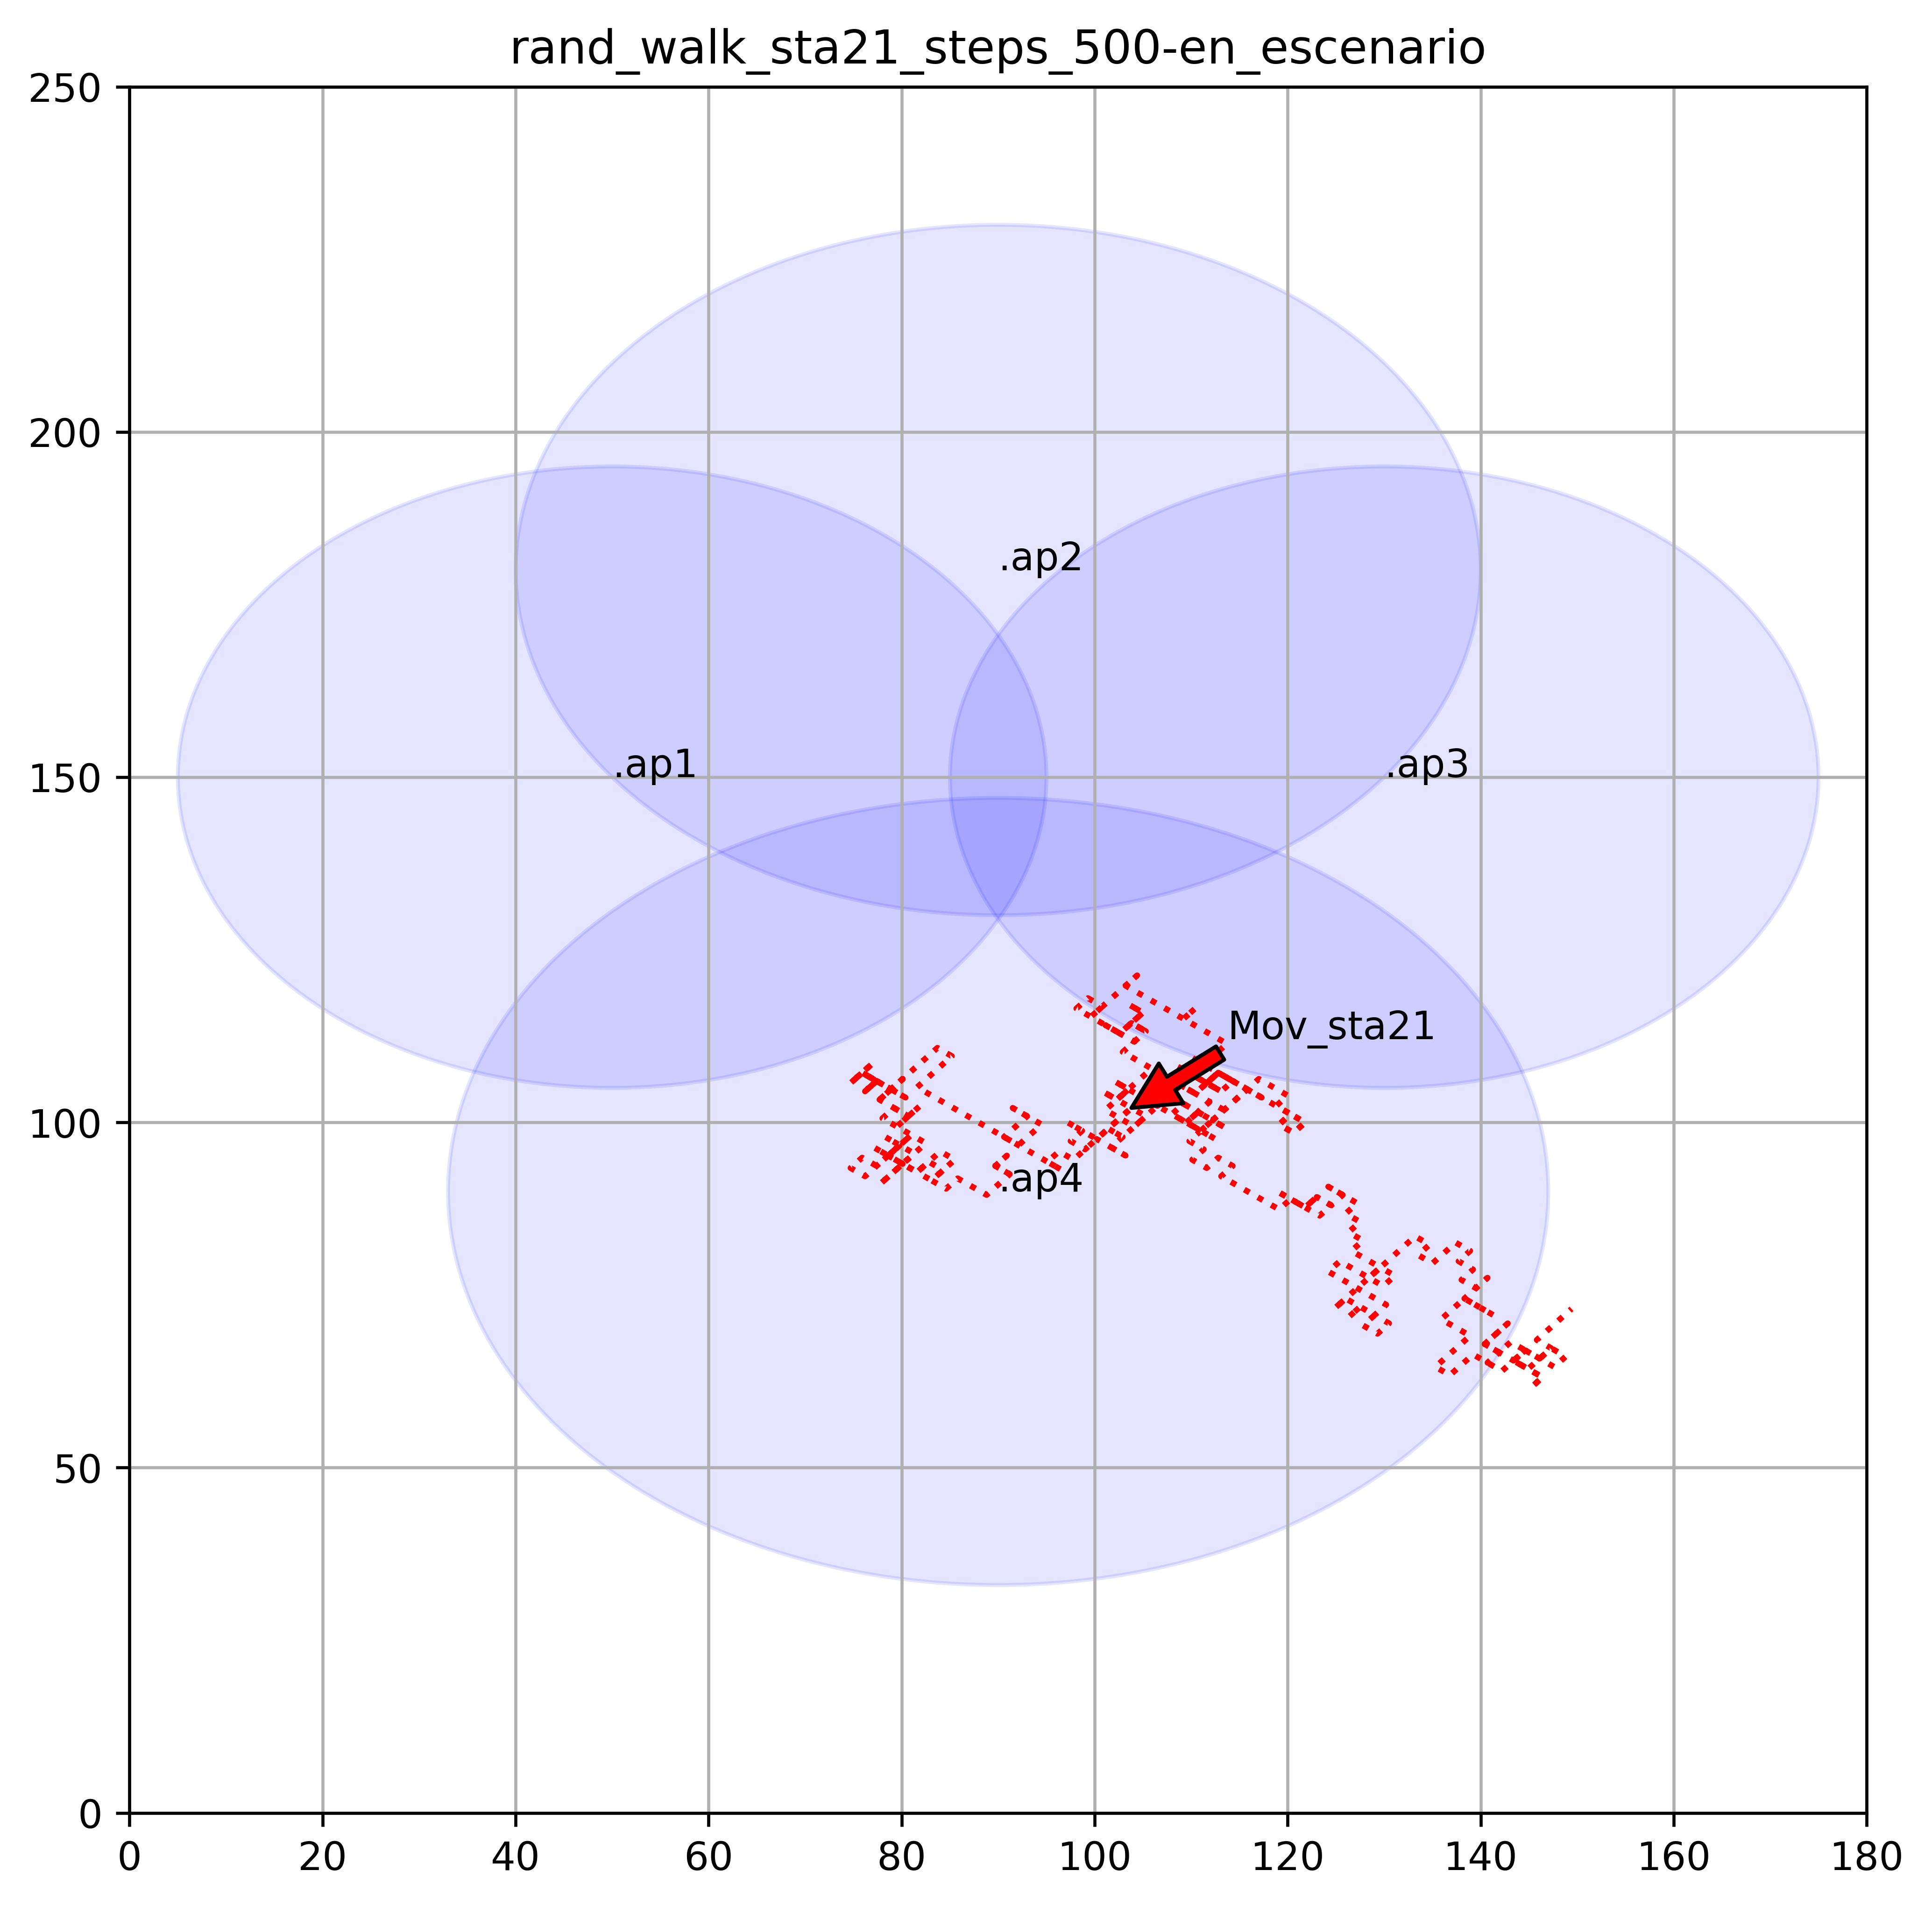 rand_walk_sta21_steps_500-en_escenario
250
200
.ap2
150
.ap1
.ap3
Mov_sta21
100
.ap4
50
0
0 20 40 60 80 100 120 140 160 180